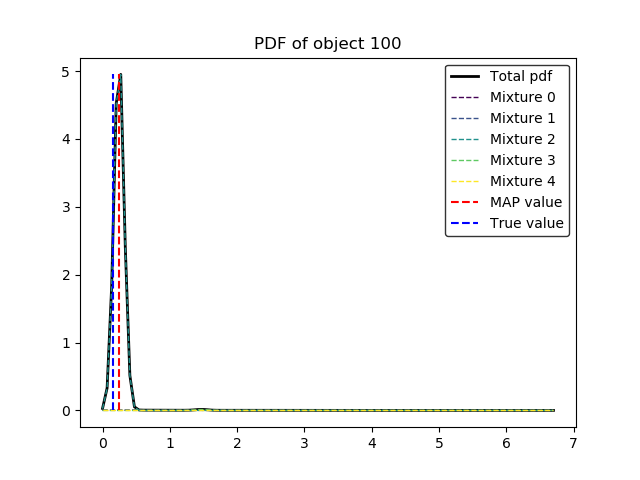 PDF of object 100
5
4
3
2
1
0
0 1 2 3 4 5 6 7
Total pdf
Mixture 0
Mixture 1
Mixture 2
Mixture 3
Mixture 4
MAP value
True value